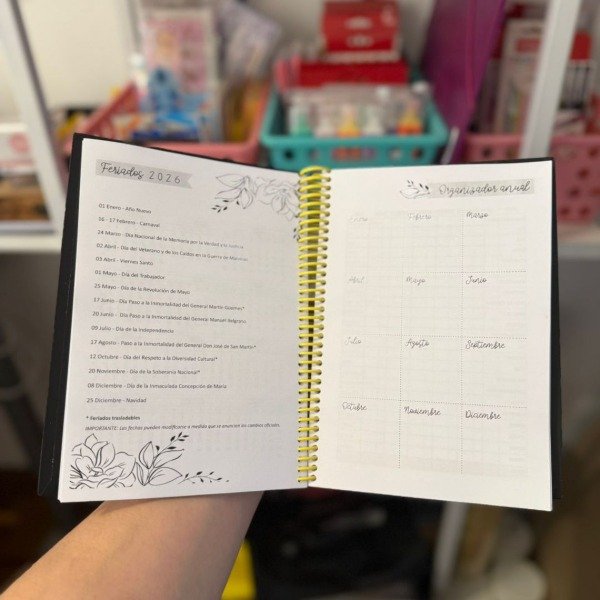 Feriados 2026
01 Enero - Año Nuevo
16 - 17 Febrero - Carnaval
24 Marzo - Día Nacional de la Memoria por la Verdad y la Justicia
02 Abril - Día del Veterano y de los Caídos en la Guerra de Malvinas
03 Abril - Viernes Santo
01 Mayo - Día del Trabajador
25 Mayo - Día de la Revolución de Mayo
17 Junio - Día Paso a la Inmortalidad del General Martín Güemes*
20 Junio - Día Paso a la Inmortalidad del General Manuel Belgrano
09 Julio - Día de la Independencia
17 Agosto - Paso a la Inmortalidad del General Don José de San Martín*
12 Octubre - Día del Respeto a la Diversidad Cultural*
20 Noviembre - Día de la Soberanía Nacional*
08 Diciembre - Día de la Inmaculada Concepción de María
25 Diciembre - Navidad
* Feriados trasladables
IMPORTANTE: Las fechas pueden modificarse a medida que se anuncien los cambios oficiales.
Organizador anual
Enero Febrero Marzo
Abril Mayo Junio
Julio Agosto Septiembre
Octubre Noviembre Diciembre